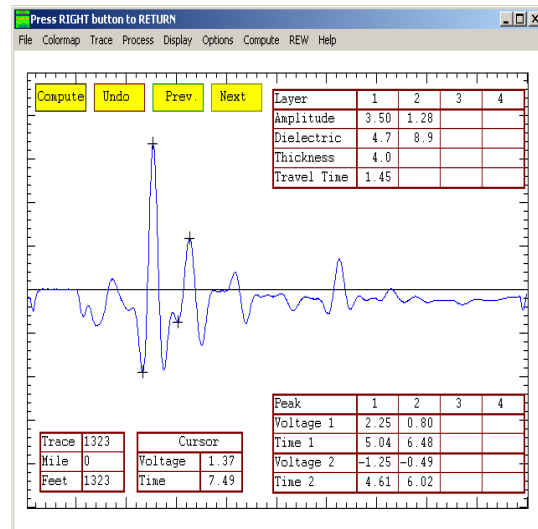 Press RIGHT button to RETURN
File Colormap Trace Process Display Options Compute REW Help
Compute Undo Prev. Next
Layer 1 2 3 4
Amplitude 3.50 1.28
Dielectric 4.7 8.9
Thickness 4.0
Travel Time 1.45
Peak 1 2 3 4
Voltage 1 2.25 0.80
Time 1 5.04 6.48
Voltage 2 -1.25 -0.49
Time 2 4.61 6.02
Trace 1323
Mile 0
Feet 1323
Cursor
Voltage 1.37
Time 7.49